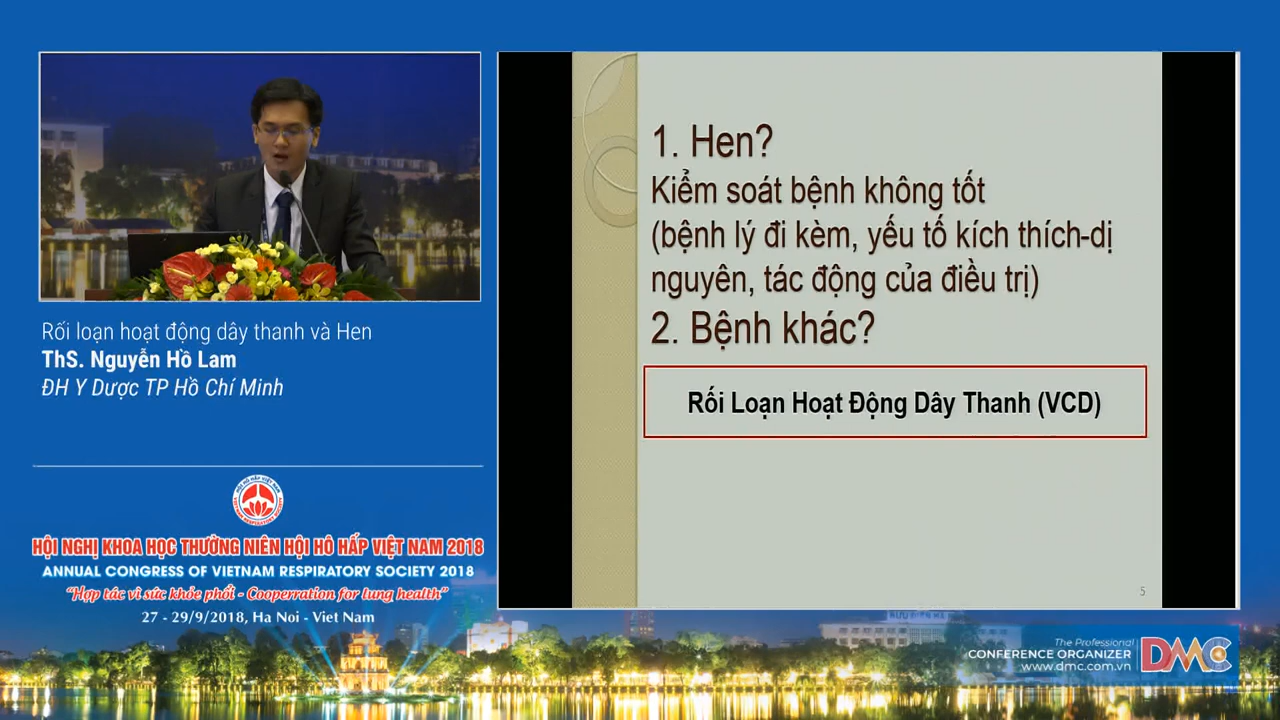 Rối loạn hoạt động dây thanh và Hen
ThS. Nguyễn Hồ Lam
ĐH Y Dược TP Hồ Chí Minh
HỘI HÔ HẤP VIỆT NAM
HỘI NGHỊ KHOA HỌC THƯỜNG NIÊN HỘI HÔ HẤP VIỆT NAM 2018
ANNUAL CONGRESS OF VIETNAM RESPIRATORY SOCIETY 2018
"Hợp tác vì sức khỏe phổi - Cooperration for lung health"
27 - 29/9/2018, Ha Noi - Viet Nam
1. Hen?
Kiểm soát bệnh không tốt
(bệnh lý đi kèm, yếu tố kích thích-dị
nguyên, tác động của điều trị)
2. Bệnh khác?
Rối Loạn Hoạt Động Dây Thanh (VCD)
5
The Professional
CONFERENCE ORGANIZER
www.dmc.com.vn
DMC